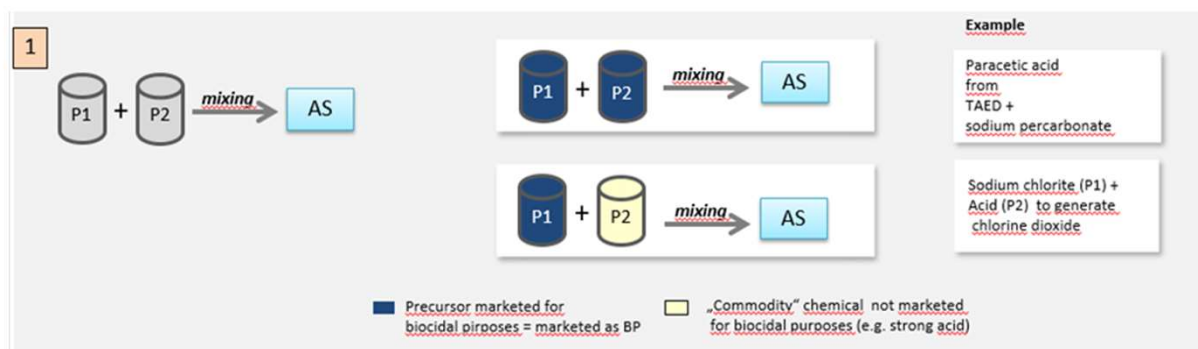 1
P1 + P2 mixing AS
P1 + P2 mixing AS
P1 + P2 mixing AS
Example
Paracetic acid
from
TAED +
sodium percarbonate
Sodium chlorite (P1) +
Acid (P2)  to generate
chlorine dioxide
Precursor marketed for
biocidal pirposes = marketed as BP
„Commodity“ chemical  not marketed
for biocidal purposes (e.g. strong acid)